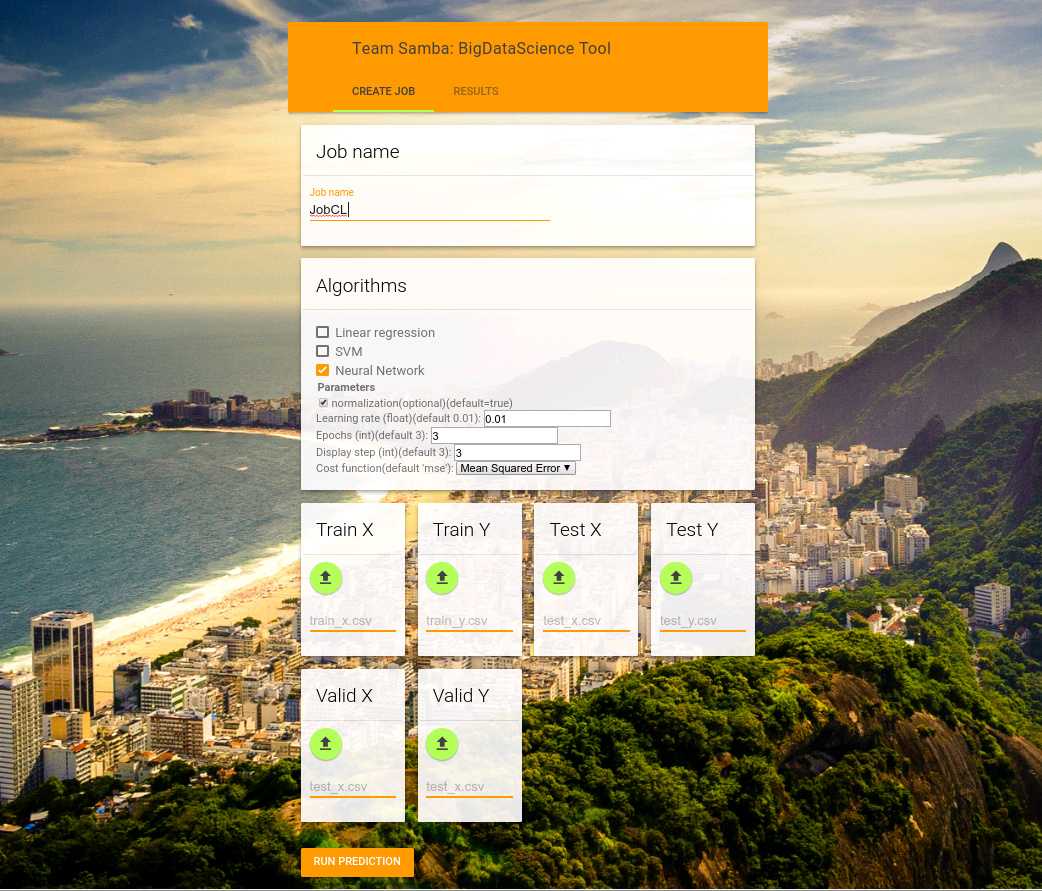 Team Samba: BigDataScience Tool
CREATE JOB RESULTS
Job name
Job name
JobCL
Algorithms
Linear regression
SVM
Neural Network
Parameters
normalization(optional)(default=true)
Learning rate (float)(default 0.01): 0.01
Epochs (int)(default 3): 3
Display step (int)(default 3): 3
Cost function(default 'mse'): Mean Squared Error
Train X Train Y Test X Test Y
train_x.csv train_y.csv test_x.csv test_y.csv
Valid X Valid Y
test_x.csv test_x.csv
RUN PREDICTION